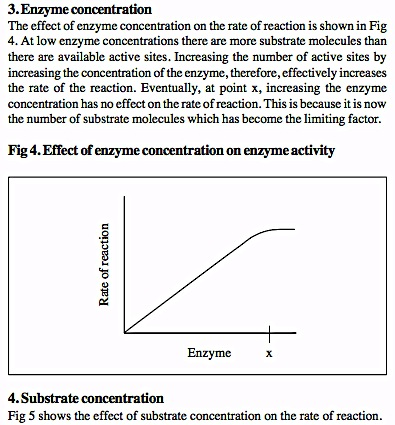 3. Enzyme concentration
The effect of enzyme concentration on the rate of reaction is shown in Fig
4. At low enzyme concentrations there are more substrate molecules than
there are available active sites. Increasing the number of active sites by
increasing the concentration of the enzyme, therefore, effectively increases
the rate of the reaction. Eventually, at point x, increasing the enzyme
concentration has no effect on the rate of reaction. This is because it is now
the number of substrate molecules which has become the limiting factor.
Fig 4. Effect of enzyme concentration on enzyme activity
Rate of reaction
Enzyme x
4. Substrate concentration
Fig 5 shows the effect of substrate concentration on the rate of reaction.